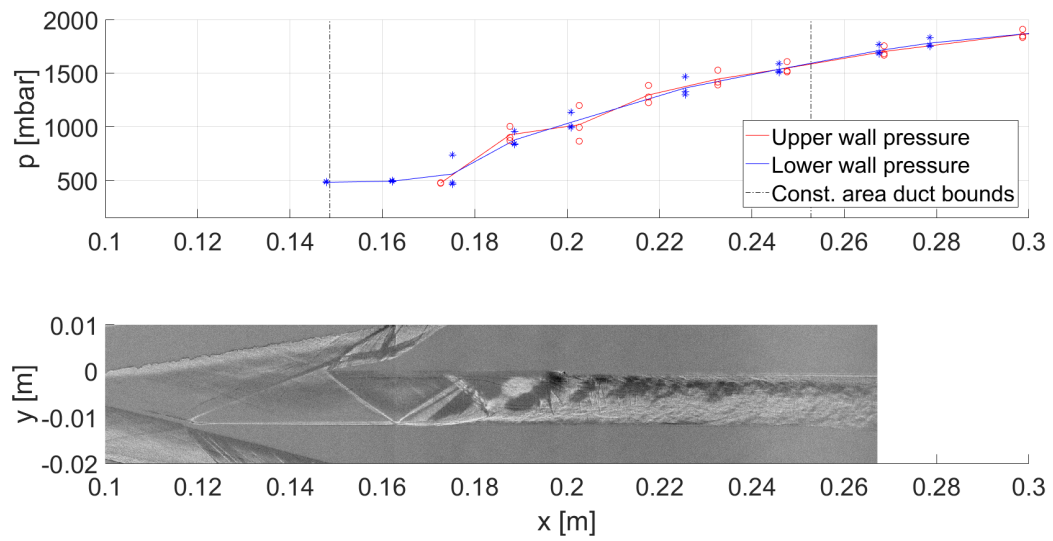 2000
1500
1000
500
p [mbar]
Upper wall pressure
Lower wall pressure
Const. area duct bounds
0.1 0.12 0.14 0.16 0.18 0.2 0.22 0.24 0.26 0.28 0.3
0.01
0
-0.01
-0.02
y [m]
0.1 0.12 0.14 0.16 0.18 0.2 0.22 0.24 0.26 0.28 0.3
x [m]